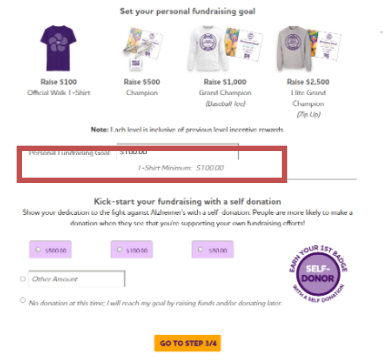 Set your personal fundraising goal
Raise $100
Official Walk T-Shirt
Raise $500
Champion
Raise $1,000
Grand Champion
(Baseball Tee)
Raise $2,500
Elite Grand
Champion
(Zip Up)
Note: Each level is inclusive of previous level incentive rewards.
Personal Fundraising Goal: $100.00
T-Shirt Minimum: $100.00
Kick-start your fundraising with a self donation
Show your dedication to the fight against Alzheimer's with a self-donation. People are more likely to make a
donation when they see that you're supporting your own fundraising efforts!
$500.00
$100.00
$50.00
Other Amount
No donation at this time; I will reach my goal by raising funds and/or donating later.
EARN YOUR 1ST BADGE
SELF-
DONOR
WITH A SELF DONATION
GO TO STEP 3/4